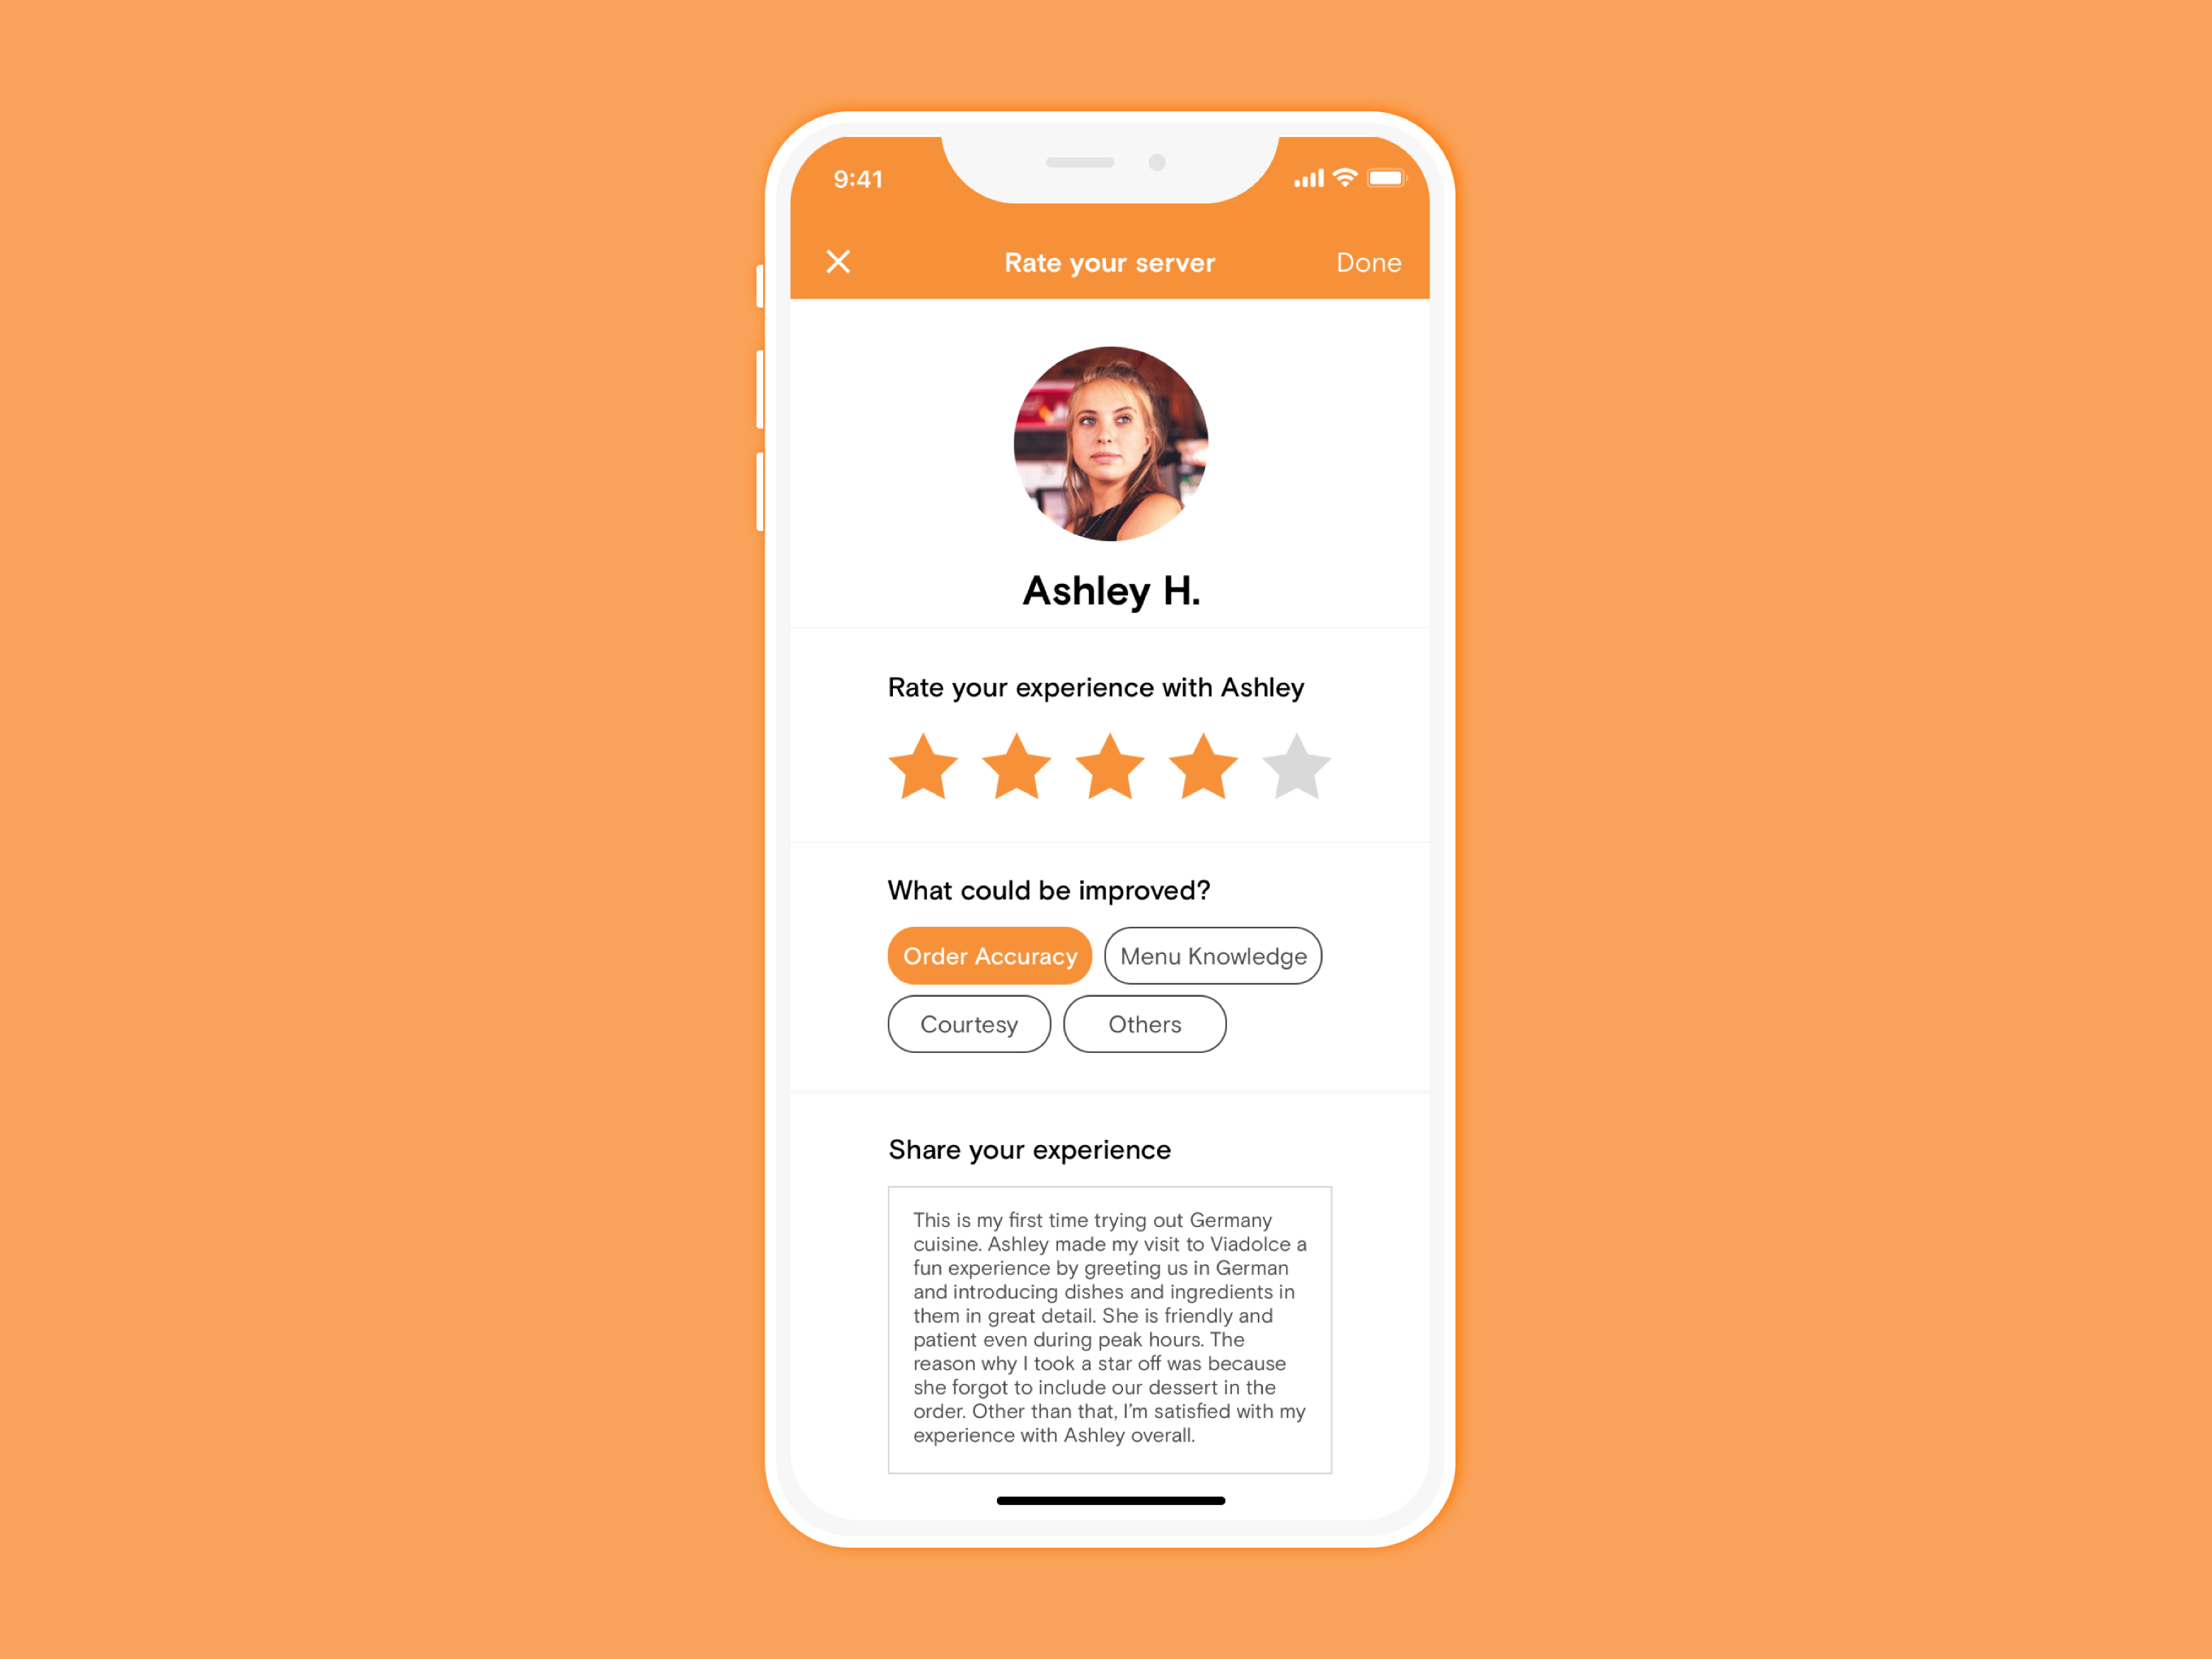 9:41
Rate your server
Done
Ashley H.
Rate your experience with Ashley
What could be improved?
Order Accuracy
Menu Knowledge
Courtesy
Others
Share your experience
This is my first time trying out Germany
cuisine. Ashley made my visit to Viadolce a
fun experience by greeting us in German
and introducing dishes and ingredients in
them in great detail. She is friendly and
patient even during peak hours. The
reason why I took a star off was because
she forgot to include our dessert in the
order. Other than that, I’m satisfied with my
experience with Ashley overall.